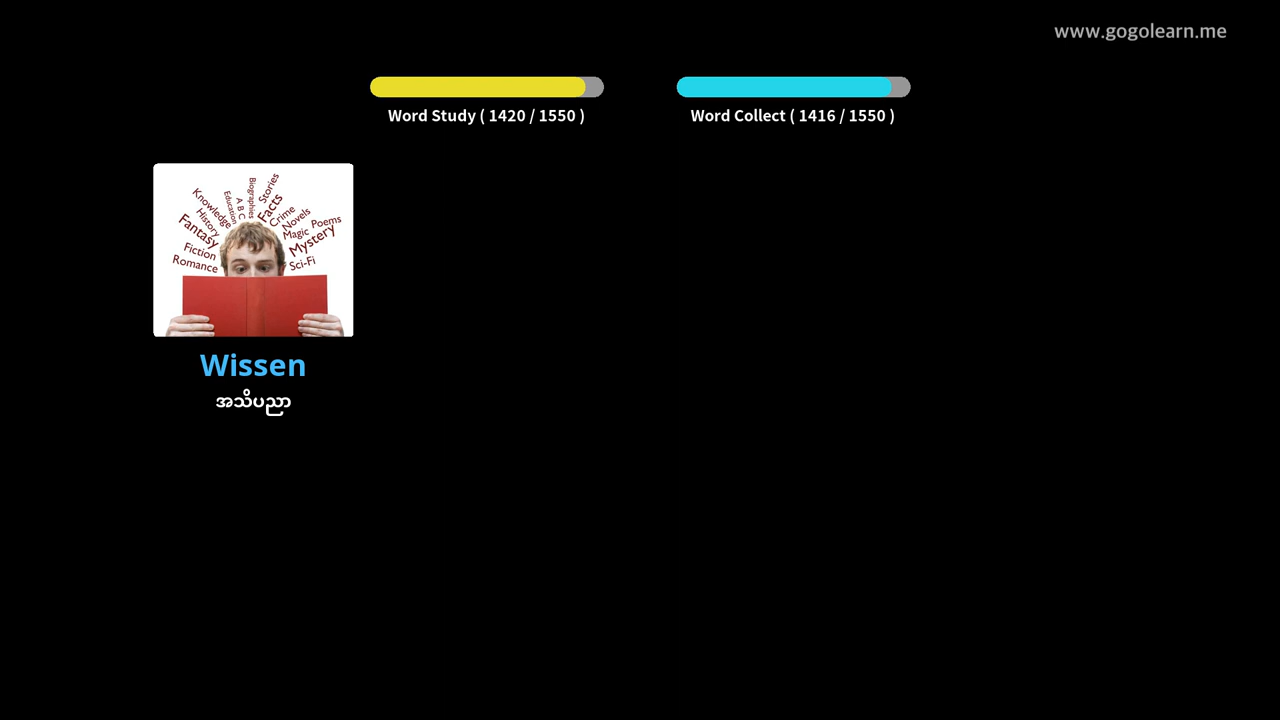 www.gogolearn.me
Word Study ( 1420 / 1550 )
Word Collect ( 1416 / 1550 )
Biographies
Stories
Knowledge
Education
A B C
Facts
History
Crime
Novels
Fantasy
Magic
Poems
Fiction
Mystery
Romance
Sci-Fi
Wissen
အသိပညာ